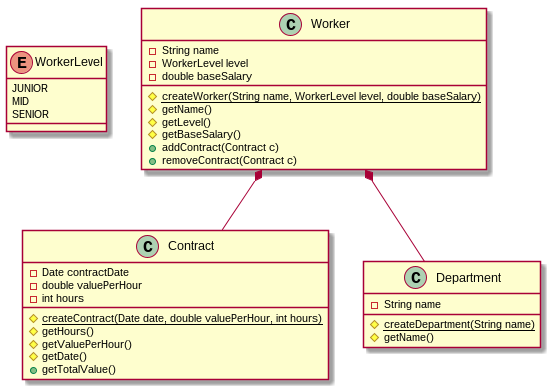 E WorkerLevel
JUNIOR
MID
SENIOR
C Worker
String name
WorkerLevel level
double baseSalary
createWorker(String name, WorkerLevel level, double baseSalary)
getName()
getLevel()
getBaseSalary()
addContract(Contract c)
removeContract(Contract c)
C Contract
Date contractDate
double valuePerHour
int hours
createContract(Date date, double valuePerHour, int hours)
getHours()
getValuePerHour()
getDate()
getTotalValue()
C Department
String name
createDepartment(String name)
getName()